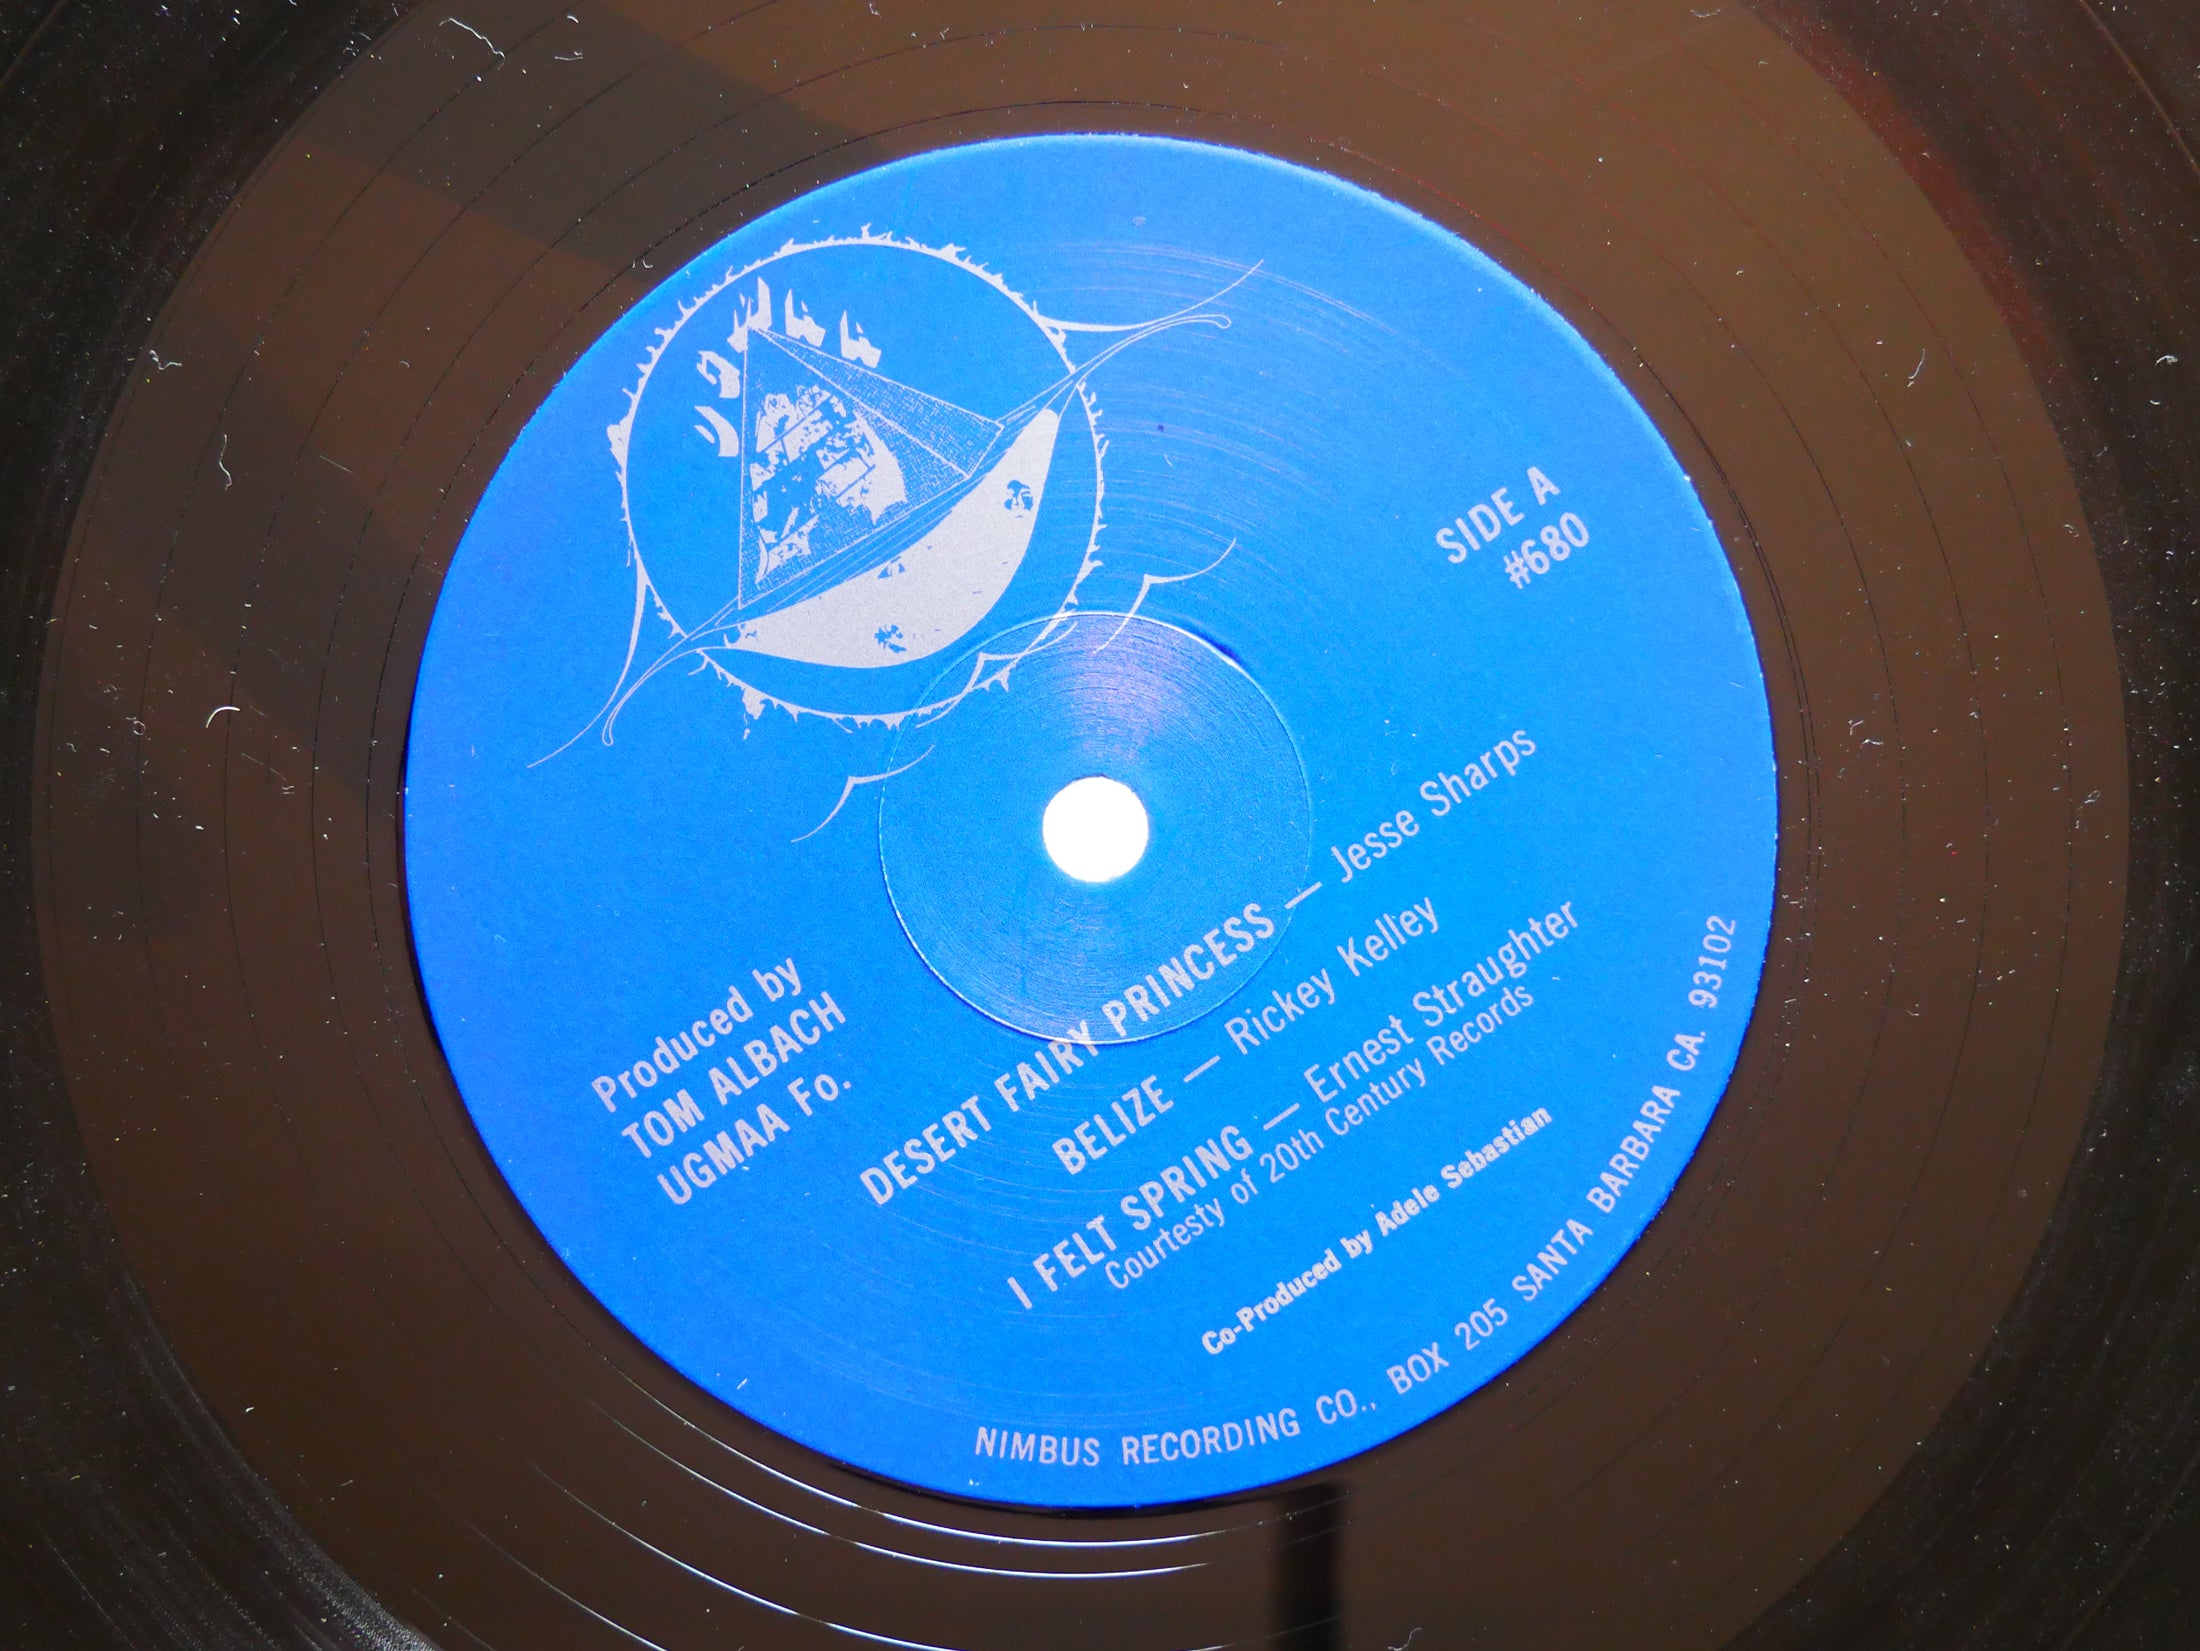 SIDE A
#680
Produced by
TOM ALBACH
UGMAA Fo.
DESERT FAIRY PRINCESS — Jesse Sharps
BELIZE — Rickey Kelley
I FELT SPRING — Ernest Straughter
Courtesty of 20th Century Records
Co-Produced by Adele Sebastian
NIMBUS RECORDING CO., BOX 205 SANTA BARBARA CA. 93102